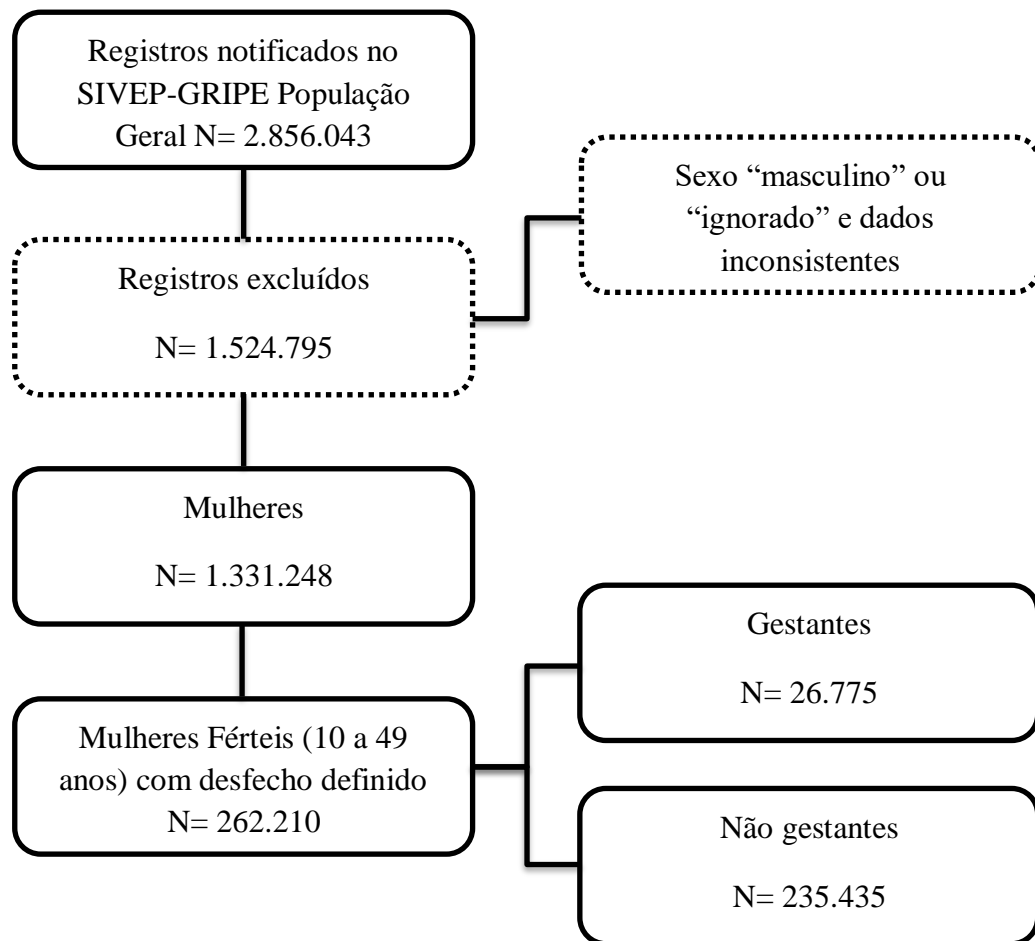 Registros notificados no
SIVEP-GRIPE População
Geral N= 2.856.043
Sexo “masculino” ou
“ignorado” e dados
inconsistentes
Registros excluídos
N= 1.524.795
Mulheres
N= 1.331.248
Gestantes
N= 26.775
Mulheres Férteis (10 a 49
anos) com desfecho definido
N= 262.210
Não gestantes
N= 235.435